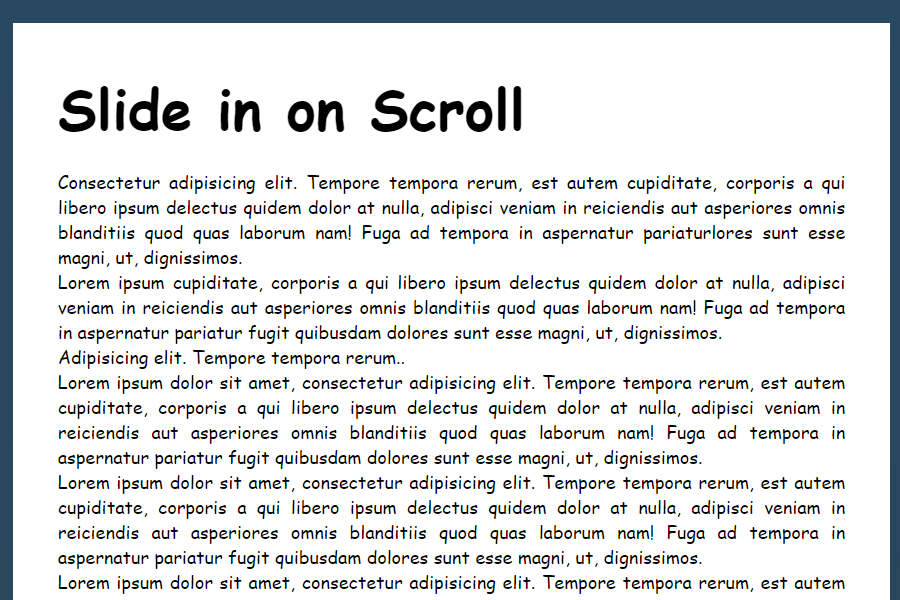 Slide in on Scroll
Consectetur adipisicing elit. Tempore tempora rerum, est autem cupiditate, corporis a qui
libero ipsum delectus quidem dolor at nulla, adipisci veniam in reiciendis aut asperiores omnis
blanditiis quod quas laborum nam! Fuga ad tempora in aspernatur pariaturlores sunt esse
magni, ut, dignissimos.
Lorem ipsum cupiditate, corporis a qui libero ipsum delectus quidem dolor at nulla, adipisci
veniam in reiciendis aut asperiores omnis blanditiis quod quas laborum nam! Fuga ad tempora
in aspernatur pariatur fugit quibusdam dolores sunt esse magni, ut, dignissimos.
Adipisicing elit. Tempore tempora rerum..
Lorem ipsum dolor sit amet, consectetur adipisicing elit. Tempore tempora rerum, est autem
cupiditate, corporis a qui libero ipsum delectus quidem dolor at nulla, adipisci veniam in
reiciendis aut asperiores omnis blanditiis quod quas laborum nam! Fuga ad tempora in
aspernatur pariatur fugit quibusdam dolores sunt esse magni, ut, dignissimos.
Lorem ipsum dolor sit amet, consectetur adipisicing elit. Tempore tempora rerum, est autem
cupiditate, corporis a qui libero ipsum delectus quidem dolor at nulla, adipisci veniam in
reiciendis aut asperiores omnis blanditiis quod quas laborum nam! Fuga ad tempora in
aspernatur pariatur fugit quibusdam dolores sunt esse magni, ut, dignissimos.
Lorem ipsum dolor sit amet, consectetur adipisicing elit. Tempore tempora rerum, est autem